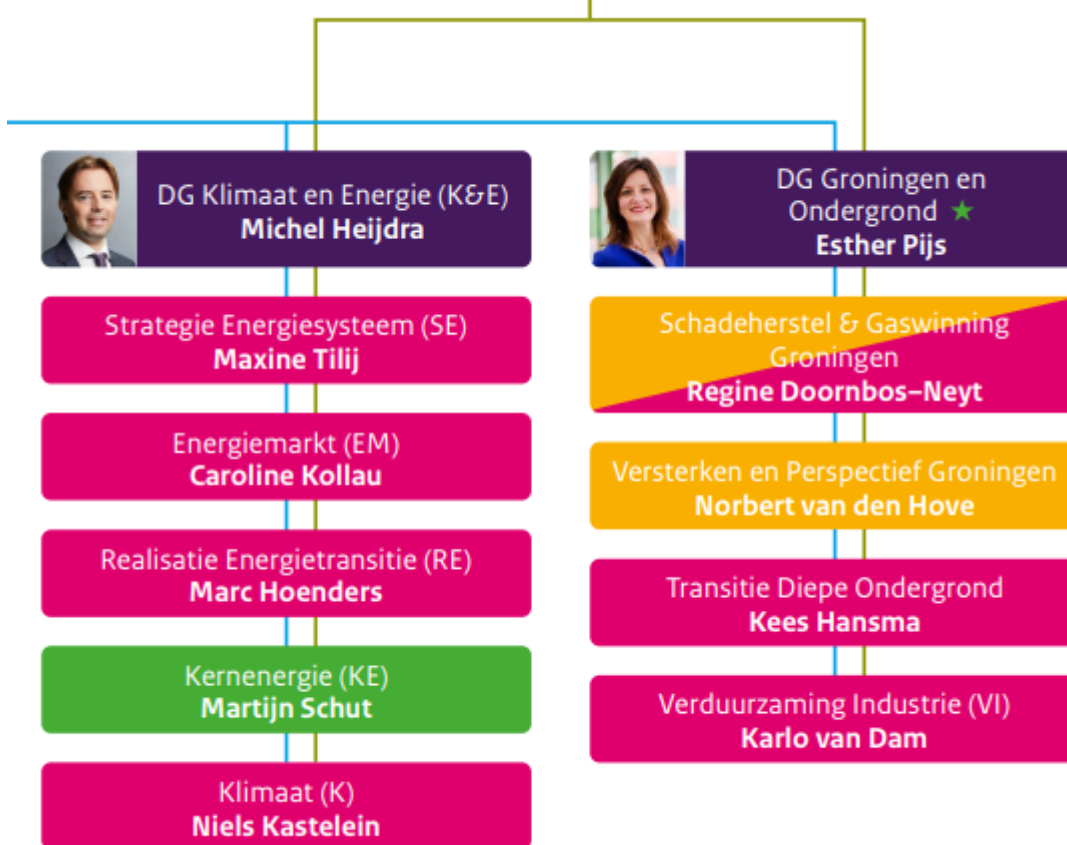 DG Klimaat en Energie (K&E)
Michel Heijdra
Strategie Energiesysteem (SE)
Maxine Tilij
Energiemarkt (EM)
Caroline Kollau
Realisatie Energietransitie (RE)
Marc Hoenders
Kernenergie (KE)
Martijn Schut
Klimaat (K)
Niels Kastelein
DG Groningen en
Ondergrond ★
Esther Pijs
Schadeherstel & Gaswinning
Groningen
Regine Doornbos–Neyt
Versterken en Perspectief Groningen
Norbert van den Hove
Transitie Diepe Ondergrond
Kees Hansma
Verduurzaming Industrie (VI)
Karlo van Dam